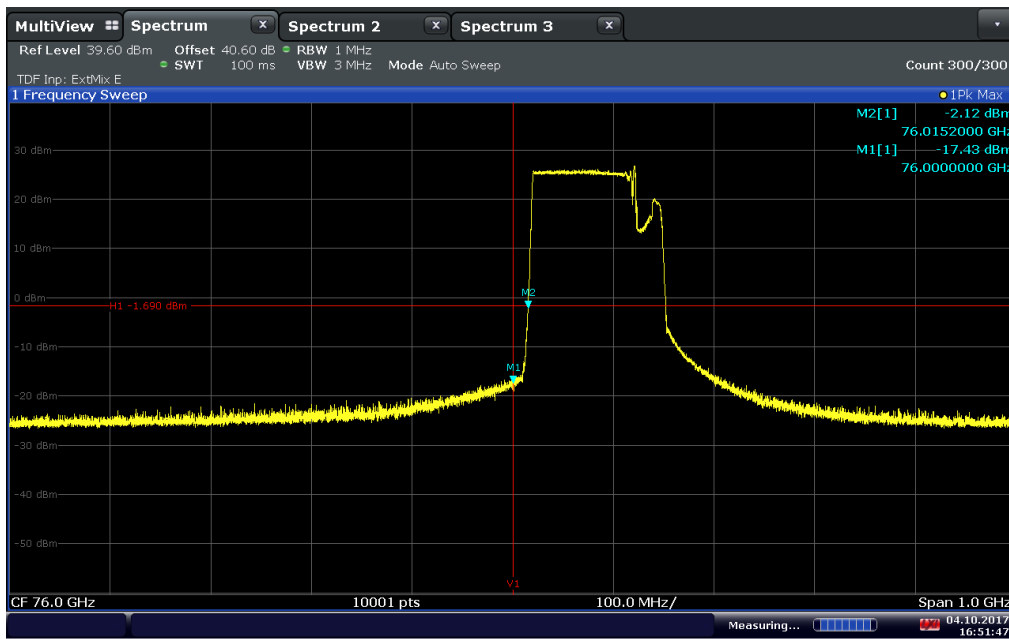 MultiView Spectrum X Spectrum 2 X Spectrum 3 X
Ref Level 39.60 dBm Offset 40.60 dB RBW 1 MHz
SWT 100 ms VBW 3 MHz Mode Auto Sweep Count 300/300
TDF Inp: ExtMix E
1 Frequency Sweep 1Pk Max
M2[1] -2.12 dBm
76.0152000 GHz
M1[1] -17.43 dBm
76.0000000 GHz
30 dBm
20 dBm
10 dBm
0 dBm
M2
H1 -1.690 dBm
-10 dBm
M1
-20 dBm
-30 dBm
-40 dBm
-50 dBm
V1
CF 76.0 GHz 10001 pts 100.0 MHz/ Span 1.0 GHz
Measuring... 04.10.2017
16:51:47